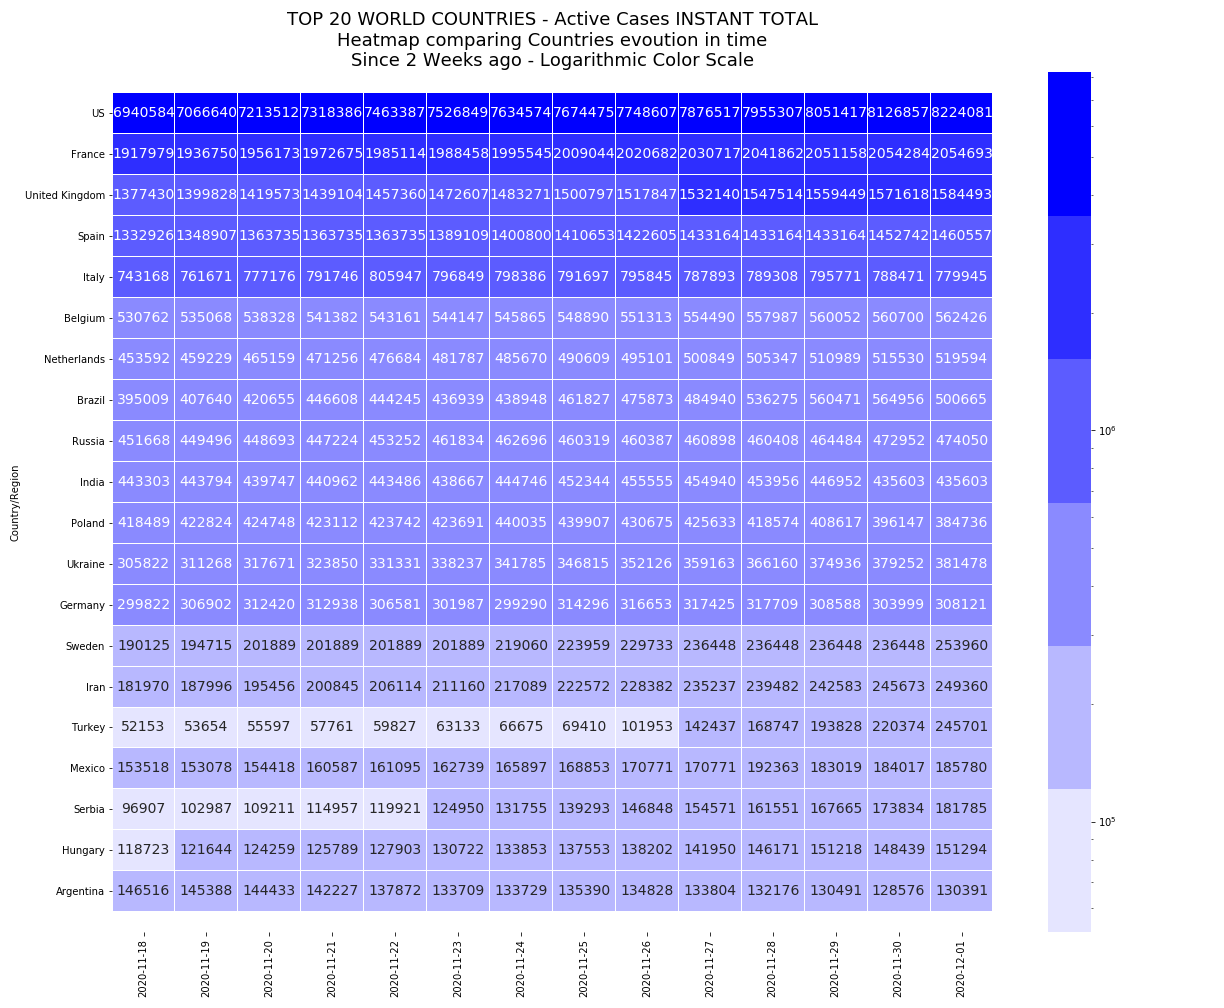 TOP 20 WORLD COUNTRIES - Active Cases INSTANT TOTAL
Heatmap comparing Countries evoution in time
Since 2 Weeks ago - Logarithmic Color Scale
Country/Region
US 6940584 7066640 7213512 7318386 7463387 7526849 7634574 7674475 7748607 7876517 7955307 8051417 8126857 8224081
France 1917979 1936750 1956173 1972675 1985114 1988458 1995545 2009044 2020682 2030717 2041862 2051158 2054284 2054693
United Kingdom 1377430 1399828 1419573 1439104 1457360 1472607 1483271 1500797 1517847 1532140 1547514 1559449 1571618 1584493
Spain 1332926 1348907 1363735 1363735 1363735 1389109 1400800 1410653 1422605 1433164 1433164 1433164 1452742 1460557
Italy 743168 761671 777176 791746 805947 796849 798386 791697 795845 787893 789308 795771 788471 779945
Belgium 530762 535068 538328 541382 543161 544147 545865 548890 551313 554490 557987 560052 560700 562426
Netherlands 453592 459229 465159 471256 476684 481787 485670 490609 495101 500849 505347 510989 515530 519594
Brazil 395009 407640 420655 446608 444245 436939 438948 461827 475873 484940 536275 560471 564956 500665
Russia 451668 449496 448693 447224 453252 461834 462696 460319 460387 460898 460408 464484 472952 474050
India 443303 443794 439747 440962 443486 438667 444746 452344 455555 454940 453956 446952 435603 435603
Poland 418489 422824 424748 423112 423742 423691 440035 439907 430675 425633 418574 408617 396147 384736
Ukraine 305822 311268 317671 323850 331331 338237 341785 346815 352126 359163 366160 374936 379252 381478
Germany 299822 306902 312420 312938 306581 301987 299290 314296 316653 317425 317709 308588 303999 308121
Sweden 190125 194715 201889 201889 201889 201889 219060 223959 229733 236448 236448 236448 236448 253960
Iran 181970 187996 195456 200845 206114 211160 217089 222572 228382 235237 239482 242583 245673 249360
Turkey 52153 53654 55597 57761 59827 63133 66675 69410 101953 142437 168747 193828 220374 245701
Mexico 153518 153078 154418 160587 161095 162739 165897 168853 170771 170771 192363 183019 184017 185780
Serbia 96907 102987 109211 114957 119921 124950 131755 139293 146848 154571 161551 167665 173834 181785
Hungary 118723 121644 124259 125789 127903 130722 133853 137553 138202 141950 146171 151218 148439 151294
Argentina 146516 145388 144433 142227 137872 133709 133729 135390 134828 133804 132176 130491 128576 130391
2020-11-18 2020-11-19 2020-11-20 2020-11-21 2020-11-22 2020-11-23 2020-11-24 2020-11-25 2020-11-26 2020-11-27 2020-11-28 2020-11-29 2020-11-30 2020-12-01
10⁶
10⁵